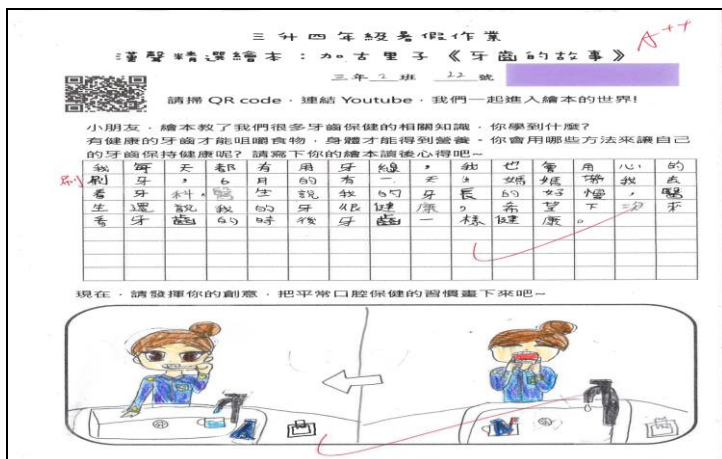 三升四年級暑假作業
A++
漢聲精選繪本：加古里子《牙齒的故事》
三年 2 班 22 號
請掃 QR code，連結 Youtube，我們一起進入繪本的世界!
小朋友，繪本教了我們很多牙齒保健的相關知識，你學到什麼?
有健康的牙齒才能咀嚼食物，身體才能得到營養。你會用哪些方法來讓自己
的牙齒保持健康呢? 請寫下你的繪本讀後心得吧~
我每天都有用牙線，我也會用心的
刷 刷牙，6月的有一天，媽媽帶我去
看牙科，醫生說我的牙長的好慢，醫
生還說我的牙很健康，希望下次來
看牙齒的時後牙齒一樣健康。
現在，請發揮你的創意，把平常口腔保健的習慣畫下來吧~